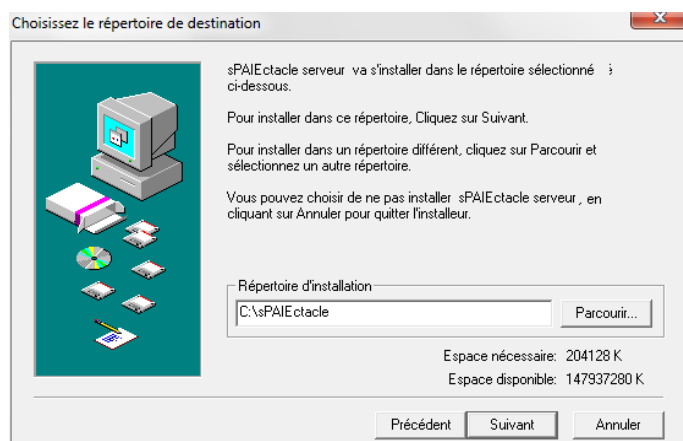 Choisissez le répertoire de destination
sPAIEctacle serveur va s'installer dans le répertoire sélectionné
ci-dessous.
Pour installer dans ce répertoire, Cliquez sur Suivant.
Pour installer dans un répertoire différent, cliquez sur Parcourir et
sélectionnez un autre répertoire.
Vous pouvez choisir de ne pas installer sPAIEctacle serveur, en
cliquant sur Annuler pour quitter l'installeur.
Répertoire d'installation
C:\sPAIEctacle
Parcourir...
Espace nécessaire: 204128 K
Espace disponible: 147937280 K
Précédent Suivant Annuler